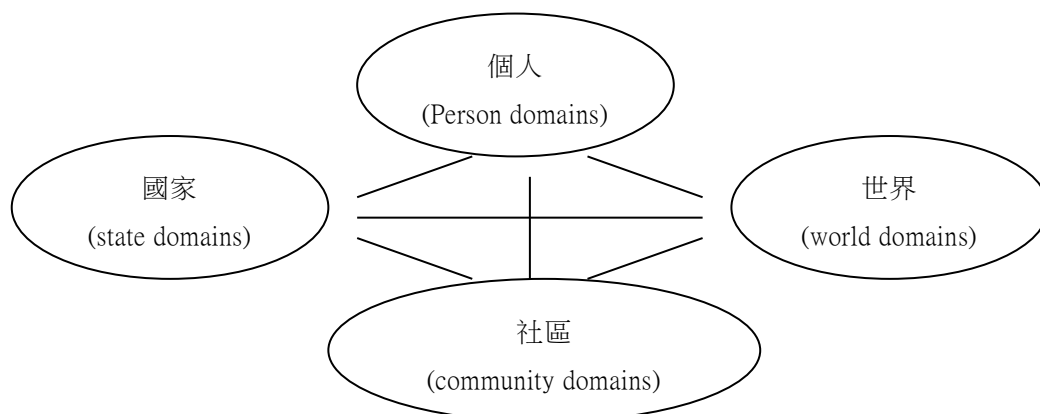 個人
(Person domains)
國家
(state domains)
世界
(world domains)
社區
(community domains)